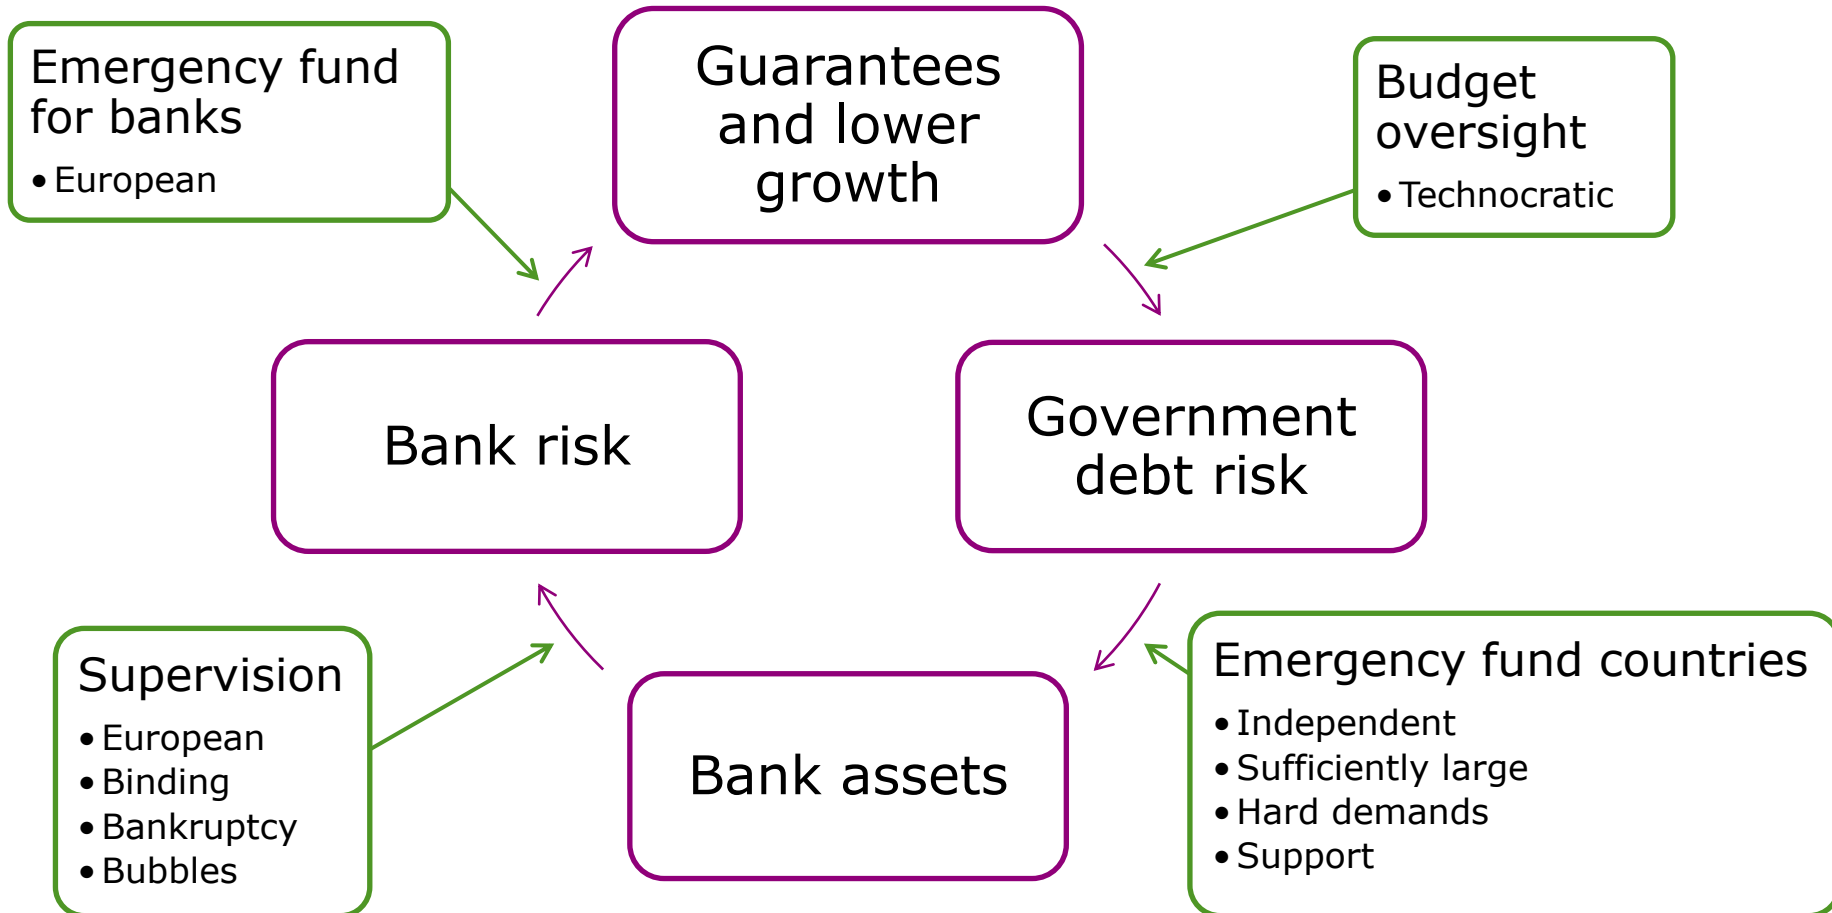 Emergency fund
for banks
• European
Guarantees
and lower
growth
Budget
oversight
• Technocratic
Bank risk
Government
debt risk
Supervision
• European
• Binding
• Bankruptcy
• Bubbles
Bank assets
Emergency fund countries
• Independent
• Sufficiently large
• Hard demands
• Support